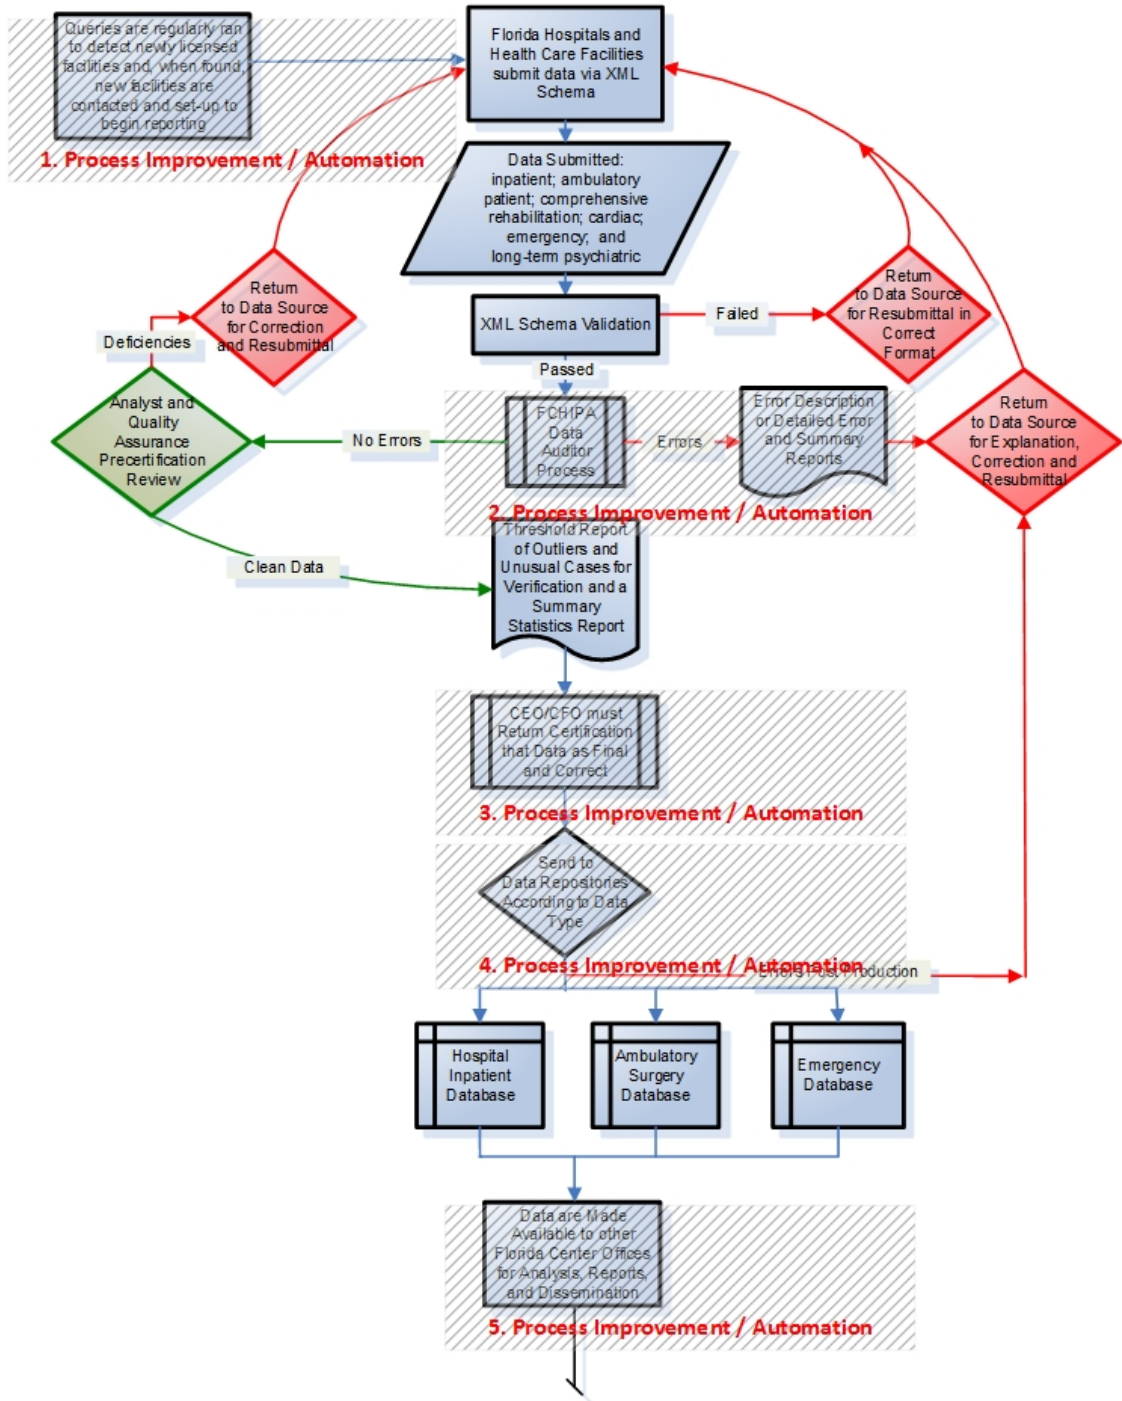 Queries are regularly ran
to detect newly licensed
facilities and, when found,
new facilities are
contacted and set-up to
begin reporting
1. Process Improvement / Automation
Florida Hospitals and
Health Care Facilities
submit data via XML
Schema
Data Submitted:
inpatient; ambulatory
patient; comprehensive
rehabilitation; cardiac;
emergency; and
long-term psychiatric
XML Schema Validation
Failed
Return
to Data Source
for Resubmittal in
Correct
Format
Return
to Data Source
for Correction
and Resubmittal
Deficiencies
Passed
Analyst and
Quality
Assurance
Precertification
Review
No Errors
FCHIPA
Data
Auditor
Process
Errors
Error Description
or Detailed Error
and Summary
Reports
Return
to Data Source
for Explanation,
Correction and
Resubmittal
2. Process Improvement / Automation
Clean Data
Threshold Report
of Outliers and
Unusual Cases for
Verification and a
Summary
Statistics Report
CEO/CFO must
Return Certification
that Data as Final
and Correct
3. Process Improvement / Automation
Send to
Data Repositories
According to Data
Type
4. Process Improvement / Automation
Errors Post Production
Hospital
Inpatient
Database
Ambulatory
Surgery
Database
Emergency
Database
Data are Made
Available to other
Florida Center Offices
for Analysis, Reports,
and Dissemination
5. Process Improvement / Automation